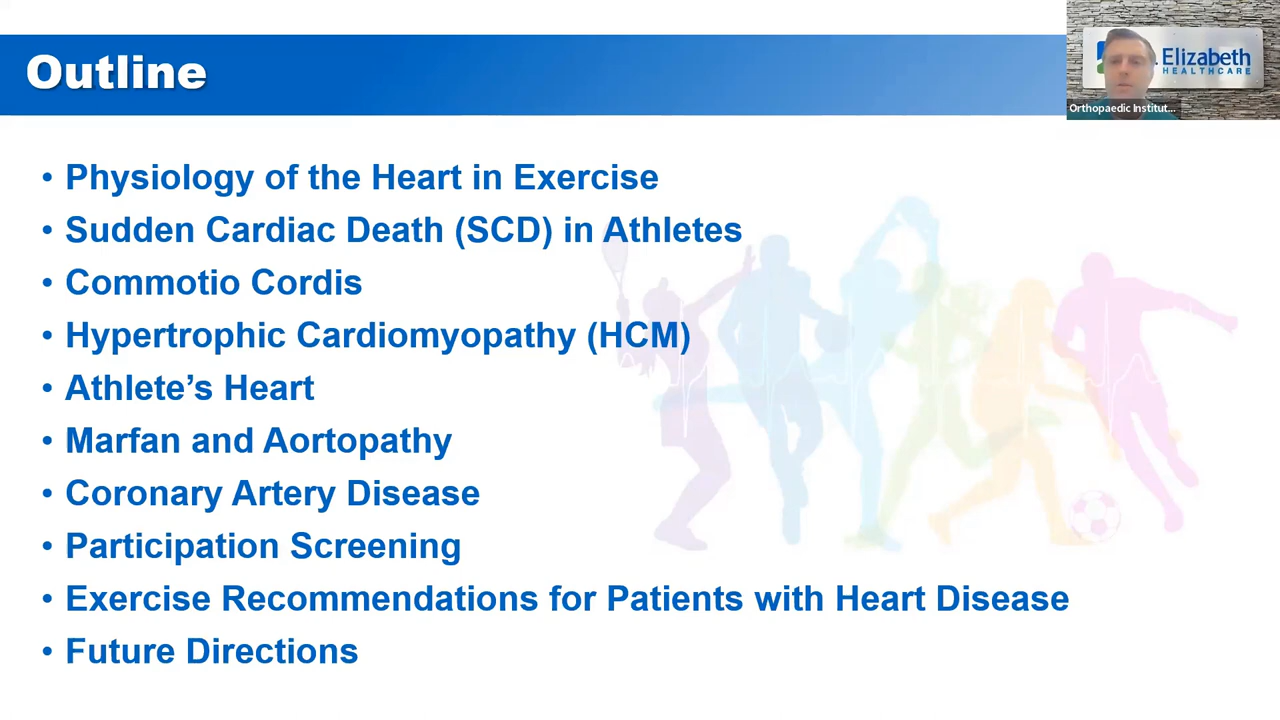 Outline
Elizabeth
HEALTHCARE
Orthopaedic Institut...
• Physiology of the Heart in Exercise
• Sudden Cardiac Death (SCD) in Athletes
• Commotio Cordis
• Hypertrophic Cardiomyopathy (HCM)
• Athlete’s Heart
• Marfan and Aortopathy
• Coronary Artery Disease
• Participation Screening
• Exercise Recommendations for Patients with Heart Disease
• Future Directions